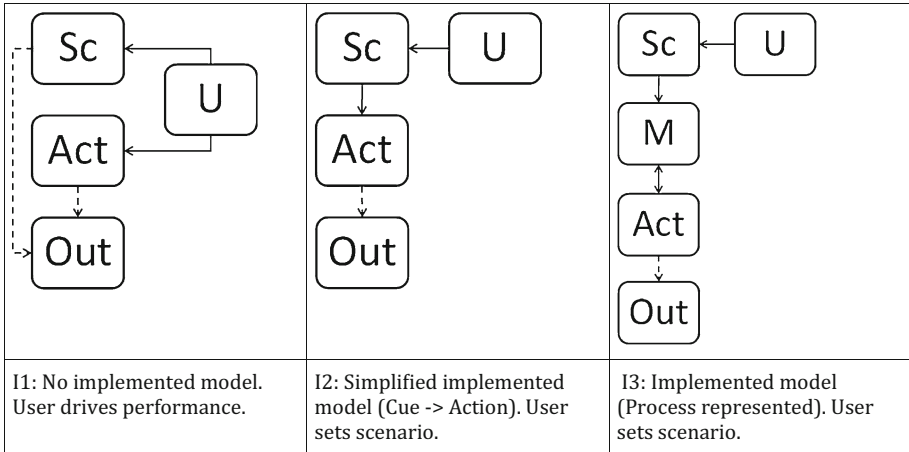 Sc
U
Act
Out
I1: No implemented model.
User drives performance.
Sc
U
Act
Out
I2: Simplified implemented
model (Cue -> Action). User
sets scenario.
Sc
U
M
Act
Out
I3: Implemented model
(Process represented). User
sets scenario.